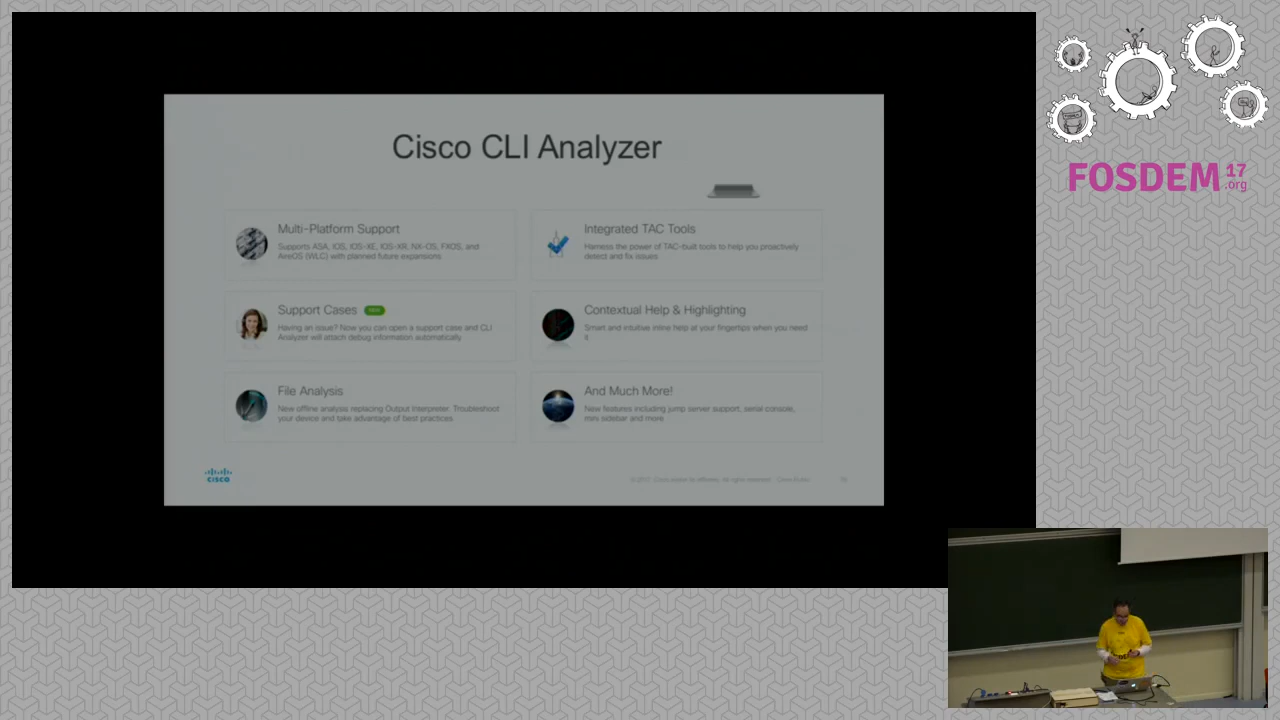 Cisco CLI Analyzer
Multi-Platform Support
Supports ASA, IOS, IOS-XE, IOS-XR, NX-OS, FXOS, and
AireOS (WLC) with planned future expansions.
Integrated TAC Tools
Harness the power of TAC-built tools to help you proactively
detect and fix issues
Support Cases
Having an issue? Now you can open a support case and CLI
Analyzer will attach debug information automatically
Contextual Help & Highlighting
Smart and intuitive inline help at your fingertips when you need
it
File Analysis
New offline analysis replacing Output Interpreter. Troubleshoot
your device and take advantage of best practices
And Much More!
New features including jump server support, serial console,
mini sidebar and more
CISCO
FOSDEM 17
.org